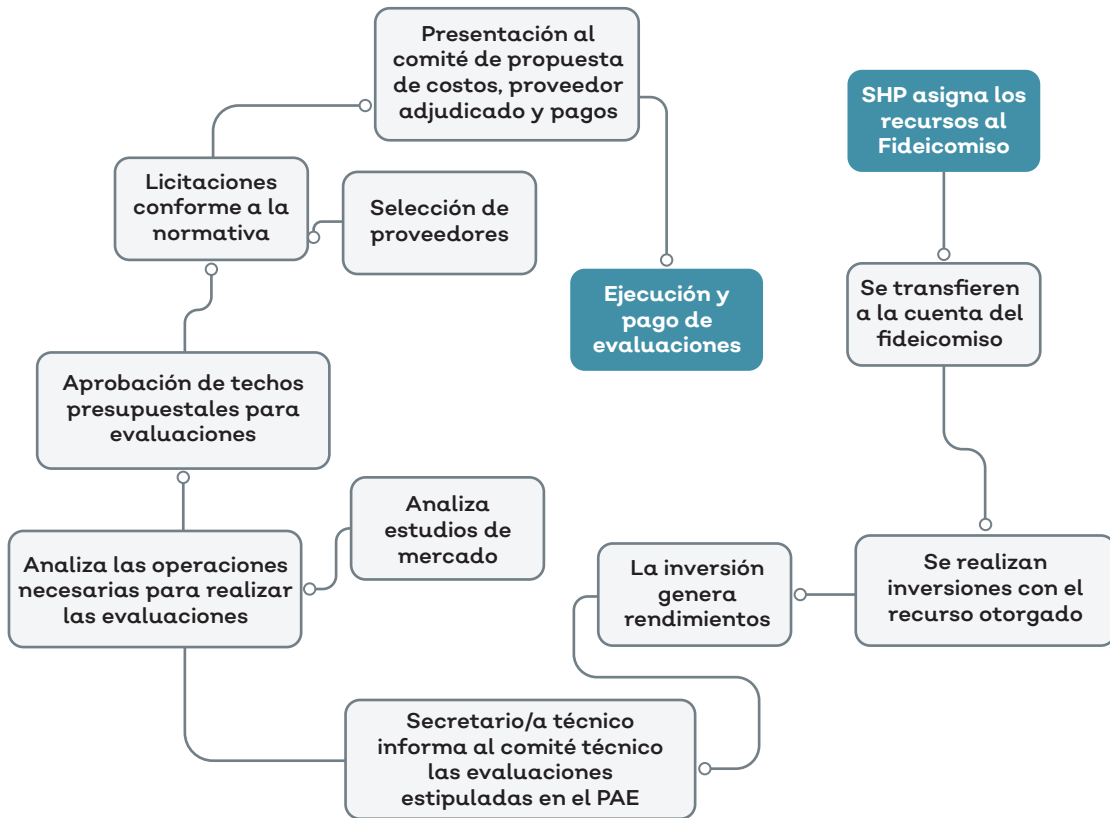 Presentación al
comité de propuesta
de costos, proveedor
adjudicado y pagos
SHP asigna los
recursos al
Fideicomiso
Licitaciones
conforme a la
normativa
Selección de
proveedores
Ejecución y
pago de
evaluaciones
Se transfieren
a la cuenta del
fideicomiso
Aprobación de techos
presupuestales para
evaluaciones
Analiza
estudios de
mercado
Analiza las operaciones
necesarias para realizar
las evaluaciones
La inversión
genera
rendimientos
Se realizan
inversiones con el
recurso otorgado
Secretario/a técnico
informa al comité técnico
las evaluaciones
estipuladas en el PAE